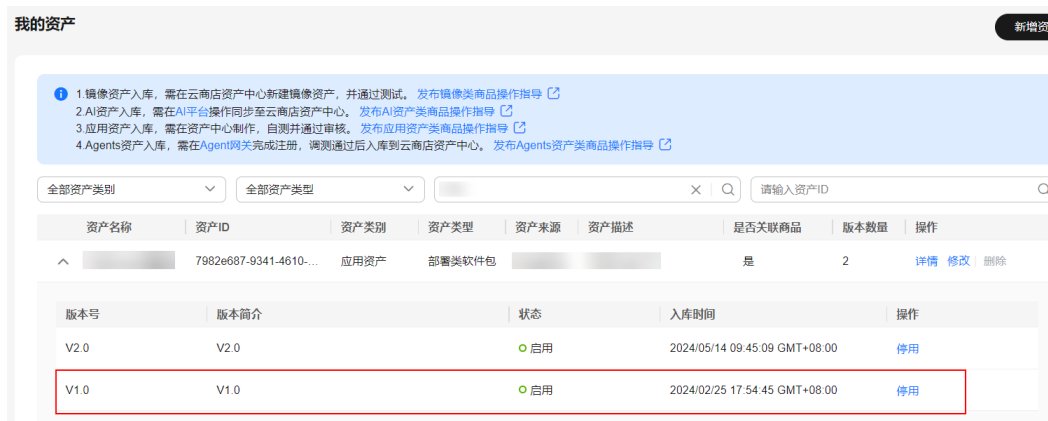 我的资产
新增资
1.镜像资产入库，需在云商店资产中心新建镜像资产，并通过测试。 发布镜像类商品操作指导
2.AI资产入库，需在AI平台操作同步至云商店资产中心。 发布AI资产类商品操作指导
3.应用资产入库，需在资产中心制作，自测并通过审核。 发布应用资产类商品操作指导
4.Agents资产入库，需在Agent网关完成注册，调测通过后入库到云商店资产中心。 发布Agents资产类商品操作指导
全部资产类别 全部资产类型 请输入资产ID
资产名称 资产ID 资产类别 资产类型 资产来源 资产描述 是否关联商品 版本数量 操作
7982e687-9341-4610-... 应用资产 部署类软件包 是 2 详情 修改 删除
版本号 版本简介 状态 入库时间 操作
V2.0 V2.0 启用 2024/05/14 09:45:09 GMT+08:00 停用
V1.0 V1.0 启用 2024/02/25 17:54:45 GMT+08:00 停用